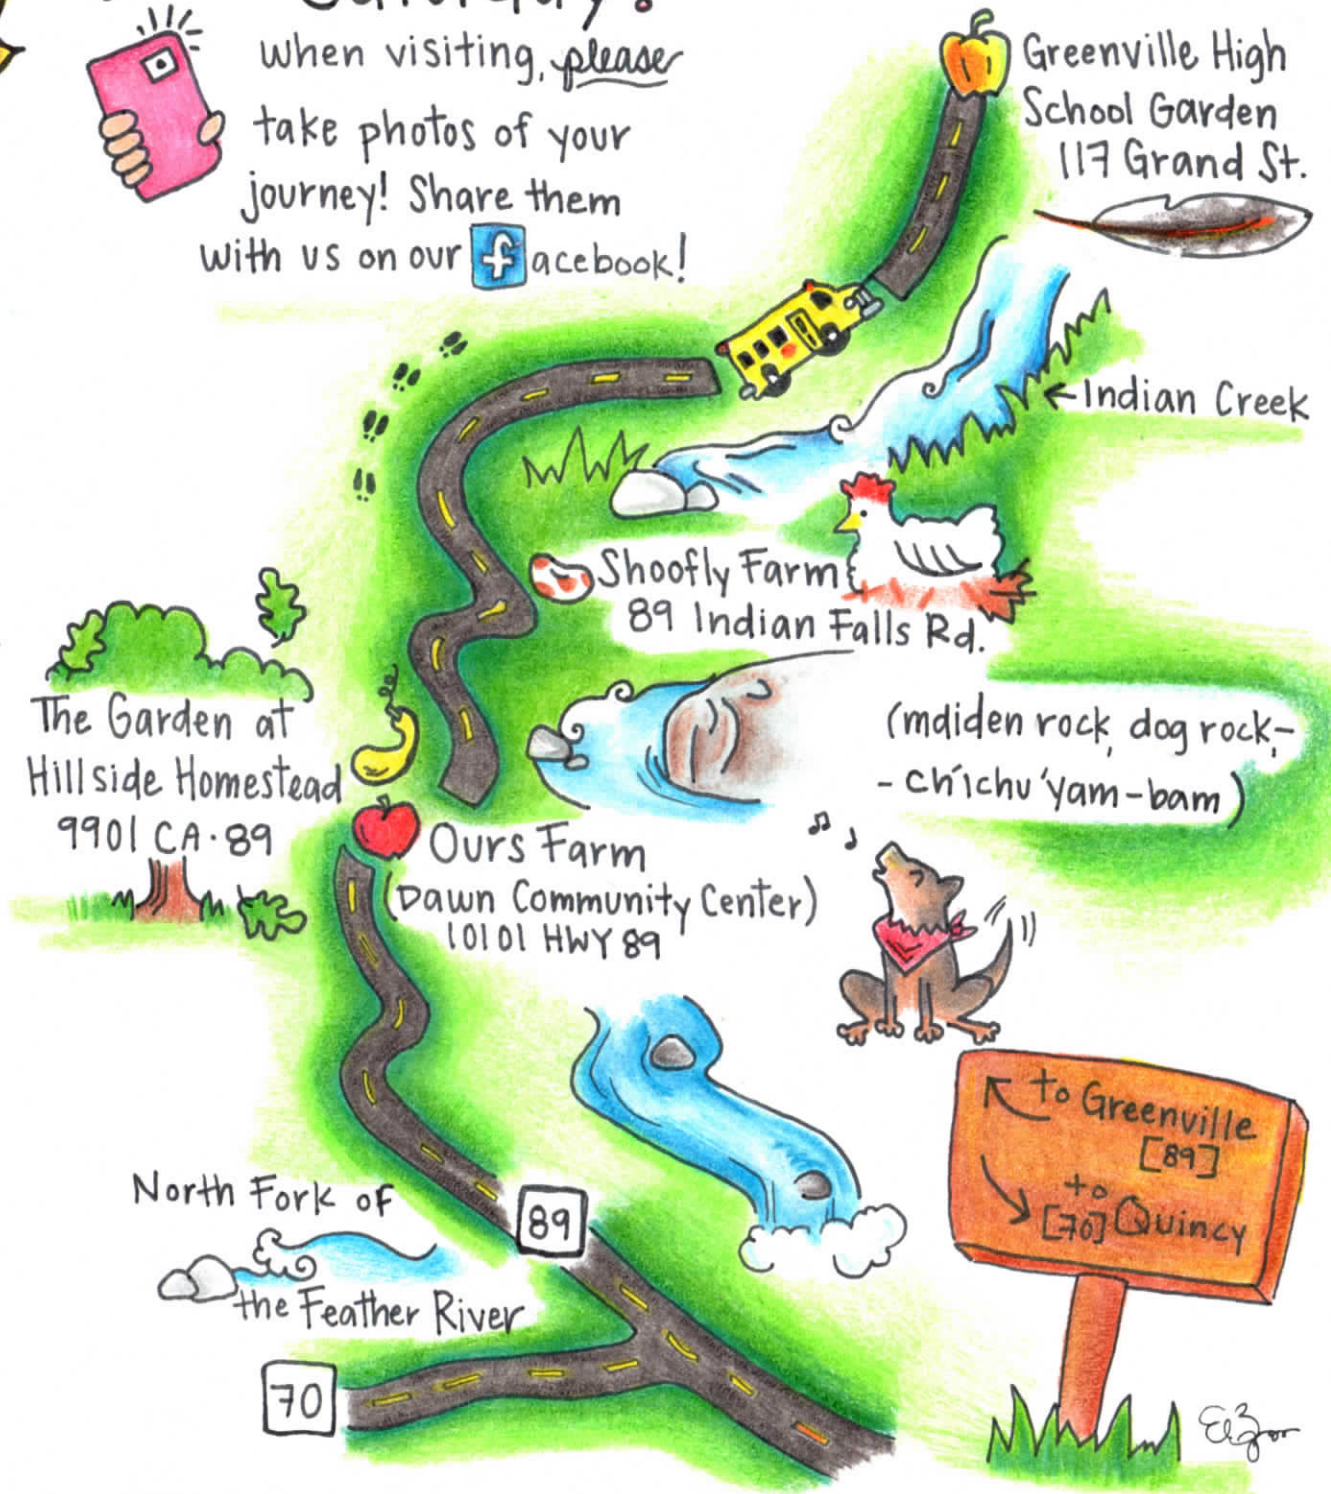 when visiting, please
take photos of your
journey! Share them
with us on our facebook!
Greenville High
School Garden
117 Grand St.
←Indian Creek
Shoofly Farm
89 Indian Falls Rd.
The Garden at
Hillside Homestead
9901 CA·89
(mdiden rock, dog rock,-
- ch'ichu'yam-bam)
Ours Farm
(Dawn Community Center)
10101 HWY 89
to Greenville
[89]
to
[70] Quincy
North Fork of
the Feather River
89
70